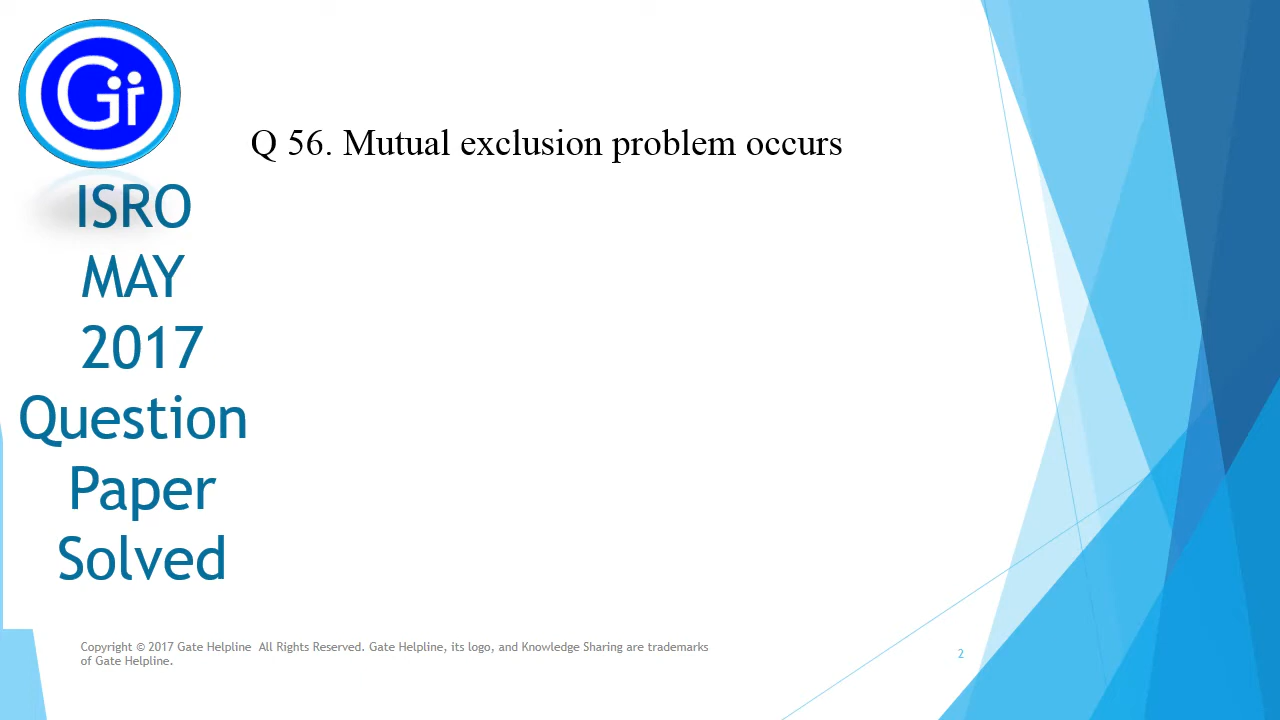 Gii
Q 56. Mutual exclusion problem occurs
ISRO
MAY
2017
Question
Paper
Solved
Copyright © 2017 Gate Helpline All Rights Reserved. Gate Helpline, its logo, and Knowledge Sharing are trademarks
of Gate Helpline.
2